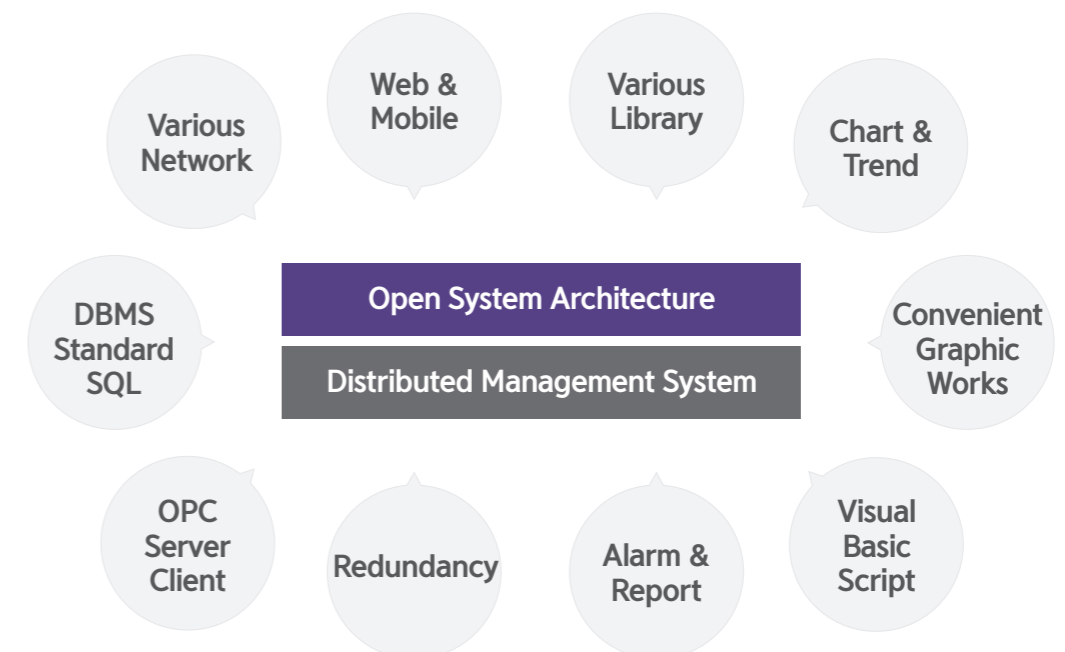 Web &
Mobile
Various
Library
Various
Network
Chart &
Trend
Open System Architecture
Distributed Management System
DBMS
Standard
SQL
Convenient
Graphic
Works
OPC
Server
Client
Redundancy
Alarm &
Report
Visual
Basic
Script